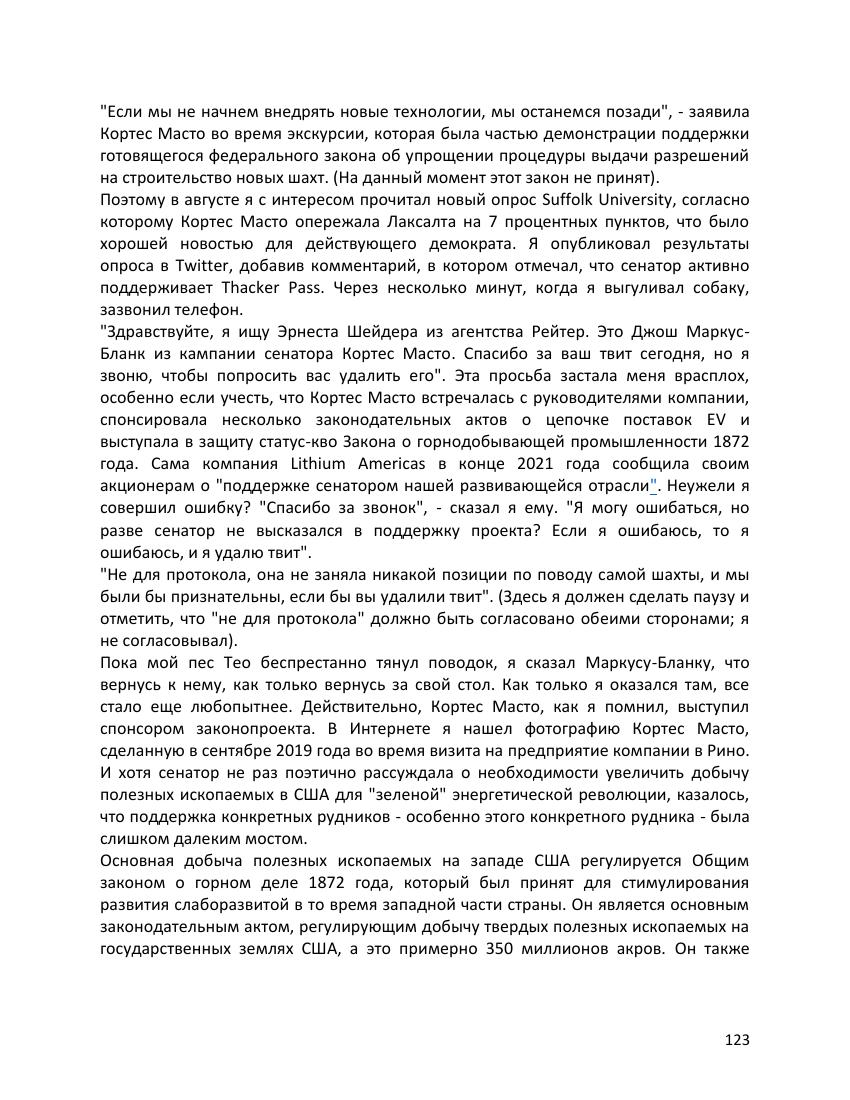 "Если мы не начнем внедрять новые технологии, мы останемся позади", - заявила
Кортес Масто во время экскурсии, которая была частью демонстрации поддержки
готовящегося федерального закона об упрощении процедуры выдачи разрешений
на строительство новых шахт. (На данный момент этот закон не принят).
Поэтому в августе я с интересом прочитал новый опрос Suffolk University, согласно
которому Кортес Масто опережала Лаксалта на 7 процентных пунктов, что было
хорошей новостью для действующего демократа. Я опубликовал результаты
опроса в Twitter, добавив комментарий, в котором отмечал, что сенатор активно
поддерживает Thacker Pass. Через несколько минут, когда я выгуливал собаку,
зазвонил телефон.
"Здравствуйте, я ищу Эрнеста Шейдера из агентства Рейтер. Это Джош Маркус-
Бланк из кампании сенатора Кортес Масто. Спасибо за ваш твит сегодня, но я
звоню, чтобы попросить вас удалить его". Эта просьба застала меня врасплох,
особенно если учесть, что Кортес Масто встречалась с руководителями компании,
спонсировала несколько законодательных актов о цепочке поставок EV и
выступала в защиту статус-кво Закона о горнодобывающей промышленности 1872
года. Сама компания Lithium Americas в конце 2021 года сообщила своим
акционерам о "поддержке сенатором нашей развивающейся отрасли". Неужели я
совершил ошибку? "Спасибо за звонок", - сказал я ему. "Я могу ошибаться, но
разве сенатор не высказался в поддержку проекта? Если я ошибаюсь, то я
ошибаюсь, и я удалю твит".
"Не для протокола, она не заняла никакой позиции по поводу самой шахты, и мы
были бы признательны, если бы вы удалили твит". (Здесь я должен сделать паузу и
отметить, что "не для протокола" должно быть согласовано обеими сторонами; я
не согласовывал).
Пока мой пес Тео беспрестанно тянул поводок, я сказал Маркусу-Бланку, что
вернусь к нему, как только вернусь за свой стол. Как только я оказался там, все
стало еще любопытнее. Действительно, Кортес Масто, как я помнил, выступил
спонсором законопроекта. В Интернете я нашел фотографию Кортес Масто,
сделанную в сентябре 2019 года во время визита на предприятие компании в Рино.
И хотя сенатор не раз поэтично рассуждала о необходимости увеличить добычу
полезных ископаемых в США для "зеленой" энергетической революции, казалось,
что поддержка конкретных рудников - особенно этого конкретного рудника - была
слишком далеким мостом.
Основная добыча полезных ископаемых на западе США регулируется Общим
законом о горном деле 1872 года, который был принят для стимулирования
развития слаборазвитой в то время западной части страны. Он является основным
законодательным актом, регулирующим добычу твердых полезных ископаемых на
государственных землях США, а это примерно 350 миллионов акров. Он также
123